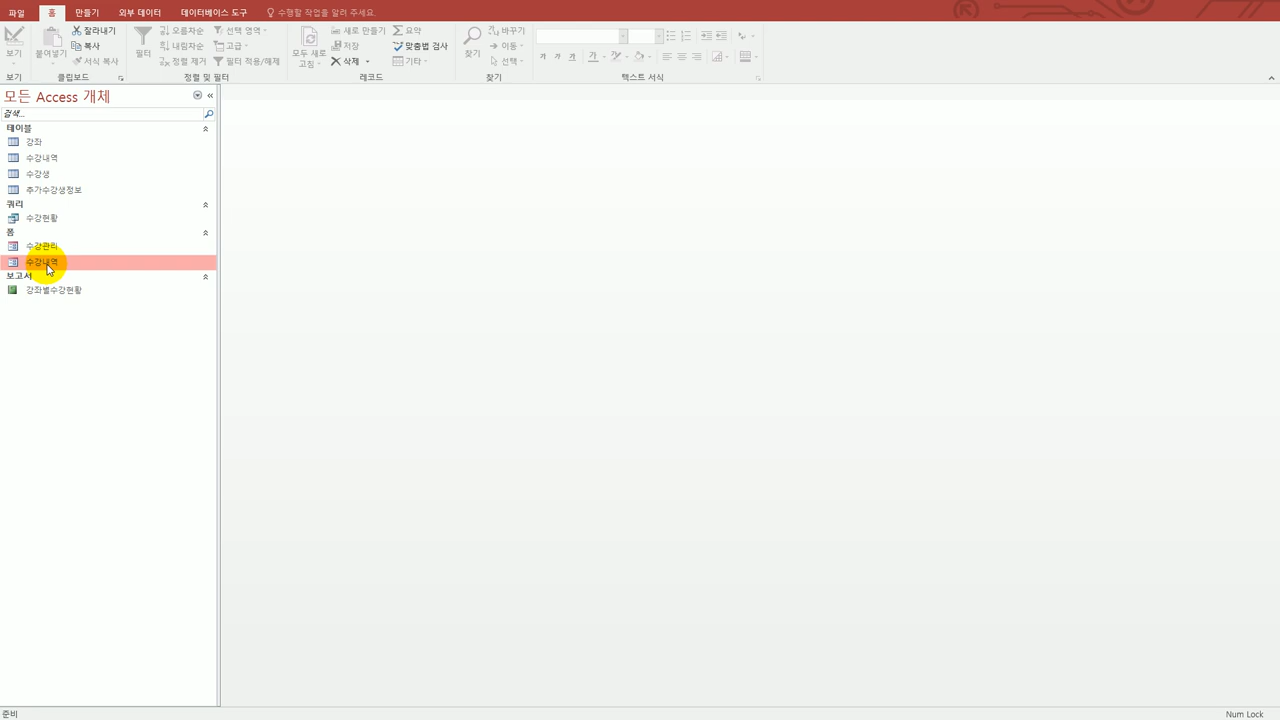 파일 홈 만들기 외부 데이터 데이터베이스 도구 수행할 작업을 알려 주세요.
잘라내기 오름차순 선택 영역 새로 만들기 요약 바꾸기
복사 내림차순 고급 저장 맞춤법 검사 이동
보기 붙여넣기 서식 복사 필터 정렬 제거 필터 적용/해제 모두 새로 고침 삭제 기타 찾기 선택
가 가 가 가
보기 클립보드 정렬 및 필터 레코드 찾기 텍스트 서식
모든 Access 개체
검색...
테이블
강좌
수강내역
수강생
추가수강생정보
쿼리
수강현황
폼
수강관리
수강내역
보고서
강좌별수강현황
준비 Num Lock